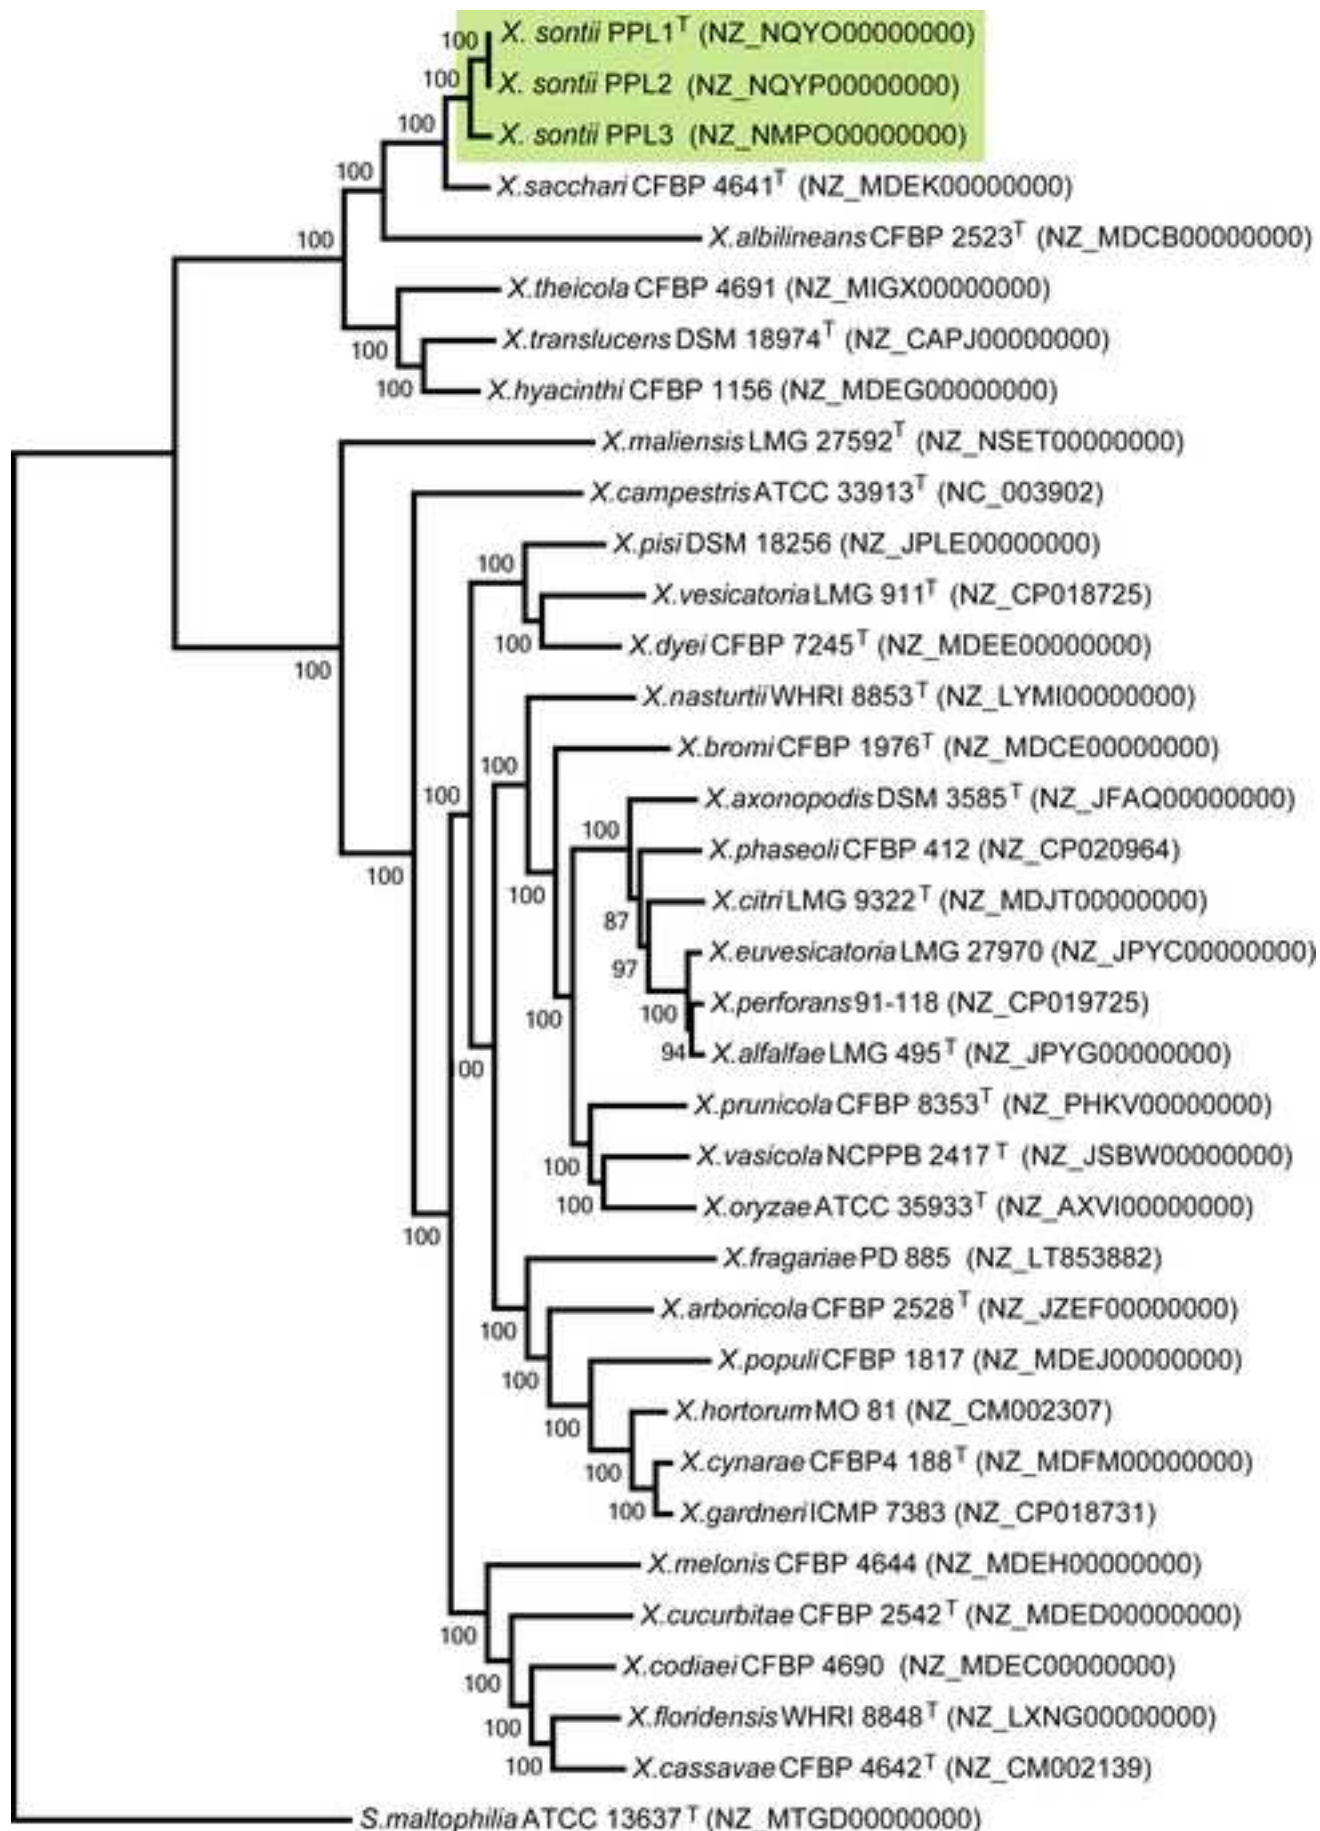 100 X. sontii PPL1T (NZ_NQYO00000000)
100 X. sontii PPL2 (NZ_NQYP00000000)
100 X. sontii PPL3 (NZ_NMPO00000000)
100 X.sacchari CFBP 4641T (NZ_MDEK00000000)
100 X.albilineans CFBP 2523T (NZ_MDCB00000000)
X.theicola CFBP 4691 (NZ_MIGX00000000)
100 X.translucens DSM 18974T (NZ_CAPJ00000000)
100 X.hyacinthi CFBP 1156 (NZ_MDEG00000000)
X.maliensis LMG 27592T (NZ_NSET00000000)
X.campestris ATCC 33913T (NC_003902)
100 X.pisi DSM 18256 (NZ_JPLE00000000)
X.vesicatoria LMG 911T (NZ_CP018725)
100 X.dyei CFBP 7245T (NZ_MDEE00000000)
100
X.nasturtii WHRI 8853T (NZ_LYMI00000000)
100 X.bromi CFBP 1976T (NZ_MDCE00000000)
100 X.axonopodis DSM 3585T (NZ_JFAQ00000000)
100
X.phaseoli CFBP 412 (NZ_CP020964)
100 100 X.citri LMG 9322T (NZ_MDJT00000000)
87
X.euvesicatoria LMG 27970 (NZ_JPYC00000000)
97
100 100 X.perforans 91-118 (NZ_CP019725)
94 X.alfalfae LMG 495T (NZ_JPYG00000000)
00
X.prunicola CFBP 8353T (NZ_PHKV00000000)
100 X.vasicola NCPPB 2417 T (NZ_JSBW00000000)
100 X.oryzae ATCC 35933T (NZ_AXVI00000000)
100
X.fragariae PD 885 (NZ_LT853882)
100 X.arboricola CFBP 2528 T (NZ_JZEF00000000)
100 X.populi CFBP 1817 (NZ_MDEJ00000000)
100 X.hortorum MO 81 (NZ_CM002307)
100 X.cynarae CFBP4 188T (NZ_MDFM00000000)
100 X.gardneri ICMP 7383 (NZ_CP018731)
X.melonis CFBP 4644 (NZ_MDEH00000000)
100 X.cucurbitae CFBP 2542T (NZ_MDED00000000)
100 X.codiaei CFBP 4690 (NZ_MDEC00000000)
100 X.floridensis WHRI 8848T (NZ_LXNG00000000)
100 X.cassavae CFBP 4642T (NZ_CM002139)
S.maltophilia ATCC 13637T (NZ_MTGD00000000)